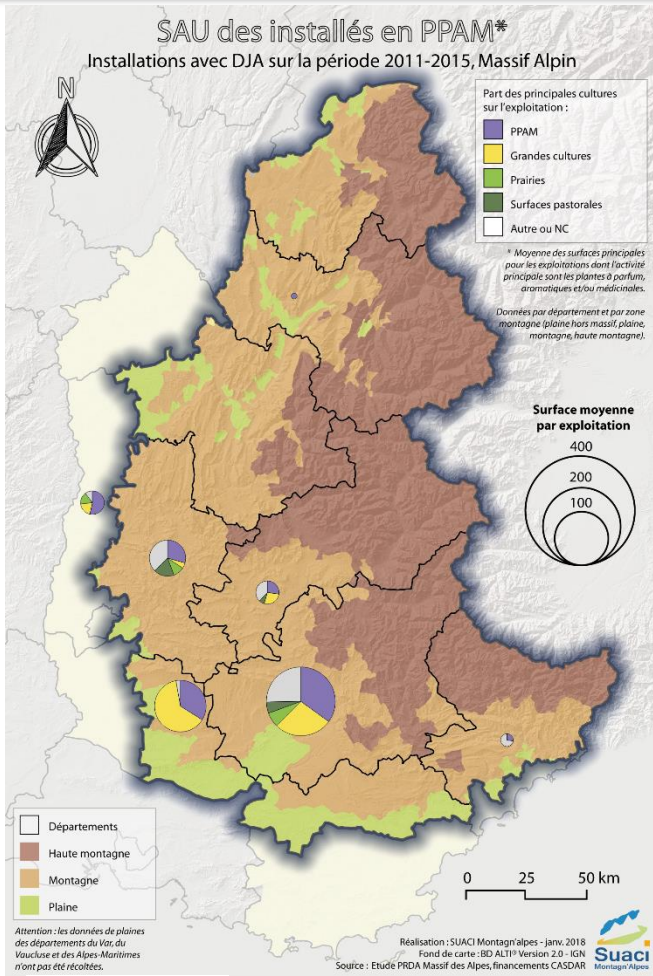 SAU des installés en PPAM*
Installations avec DJA sur la période 2011-2015, Massif Alpin
N
Part des principales cultures
sur l'exploitation :
PPAM
Grandes cultures
Prairies
Surfaces pastorales
Autre ou NC
* Moyenne des surfaces principales
pour les exploitations dont l'activité
principale sont les plantes à parfum,
aromatiques et/ou médicinales.
Données par département et par zone
montagne (plaine hors massif, plaine,
montagne, haute montagne).
Surface moyenne
par exploitation
400
200
100
Départements
Haute montagne
Montagne
Plaine
Attention : les données de plaines
des départements du Var, du
Vaucluse et des Alpes-Maritimes
n'ont pas été récoltées.
0 25 50 km
Réalisation : SUACI Montagn'alpes - janv. 2018
Fond de carte : BD ALTI® Version 2.0 - IGN
Source : Etude PRDA Massif des Alpes, financements CASDAR
Suaci
Montagn'Alpes